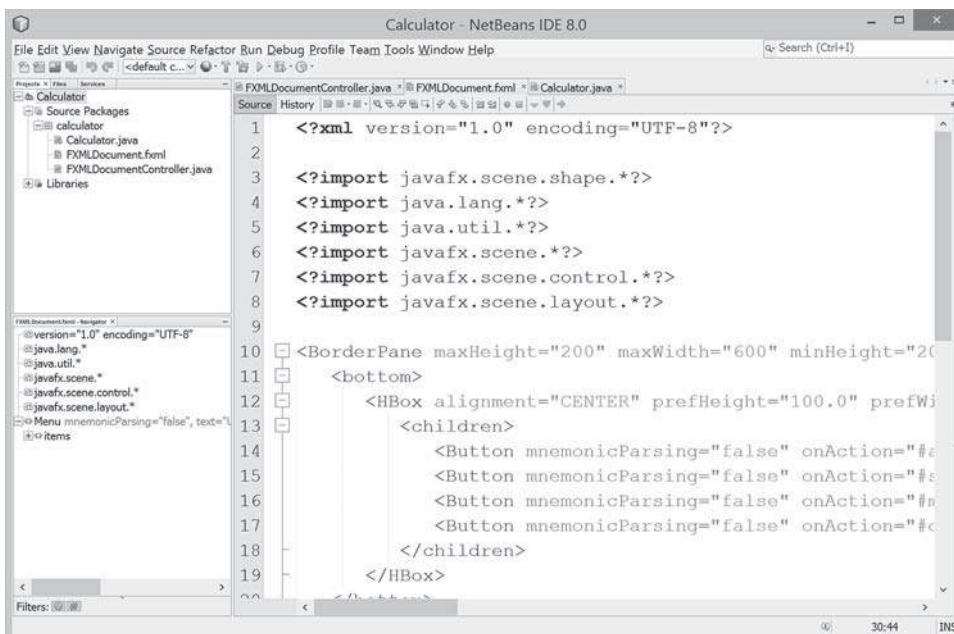 Calculator - NetBeans IDE 8.0
File Edit View Navigate Source Refactor Run Debug Profile Team Tools Window Help
Search (Ctrl+I)
<default c...
Projects Files Services
FXMLDocumentController.java FXMLDocument.fxml Calculator.java
Calculator
Source Packages
calculator
Calculator.java
FXMLDocument.fxml
FXMLDocumentController.java
Libraries
Source History
1 <?xml version="1.0" encoding="UTF-8"?>
2
3 <?import javafx.scene.shape.*?>
4 <?import java.lang.*?>
5 <?import java.util.*?>
6 <?import javafx.scene.*?>
7 <?import javafx.scene.control.*?>
8 <?import javafx.scene.layout.*?>
9
10 <BorderPane maxHeight="200" maxWidth="600" minHeight="20
11 <bottom>
12 <HBox alignment="CENTER" prefHeight="100.0" prefWi
13 <children>
14 <Button mnemonicParsing="false" onAction="#a
15 <Button mnemonicParsing="false" onAction="#s
16 <Button mnemonicParsing="false" onAction="#m
17 <Button mnemonicParsing="false" onAction="#d
18 </children>
19 </HBox>
FXMLDocument.fxml - Navigator
version="1.0" encoding="UTF-8"
java.lang.*
java.util.*
javafx.scene.*
javafx.scene.control.*
javafx.scene.layout.*
Menu mnemonicParsing="false", text="
items
Filters:
30:44 INS